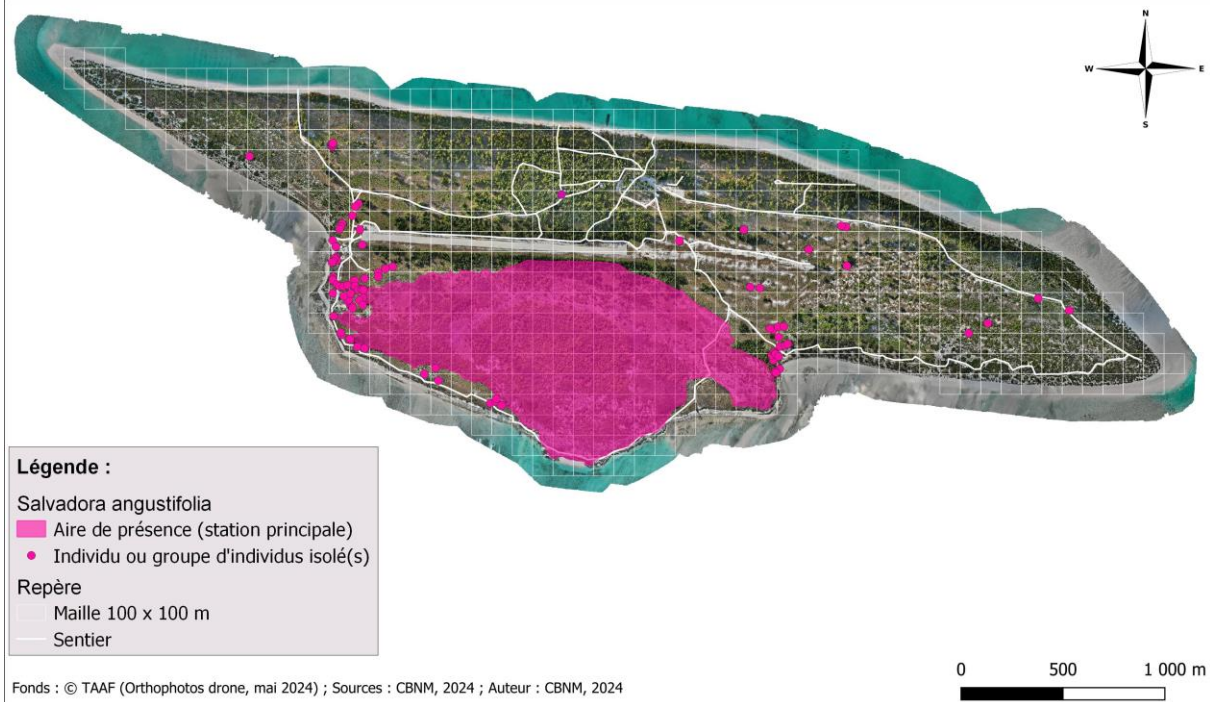 N
W
E
S
Légende :
Salvadora angustifolia
Aire de présence (station principale)
Individu ou groupe d'individus isolé(s)
Repère
Maille 100 x 100 m
Sentier
0 500 1 000 m
Fonds : © TAAF (Orthophotos drone, mai 2024) ; Sources : CBNM, 2024 ; Auteur : CBNM, 2024